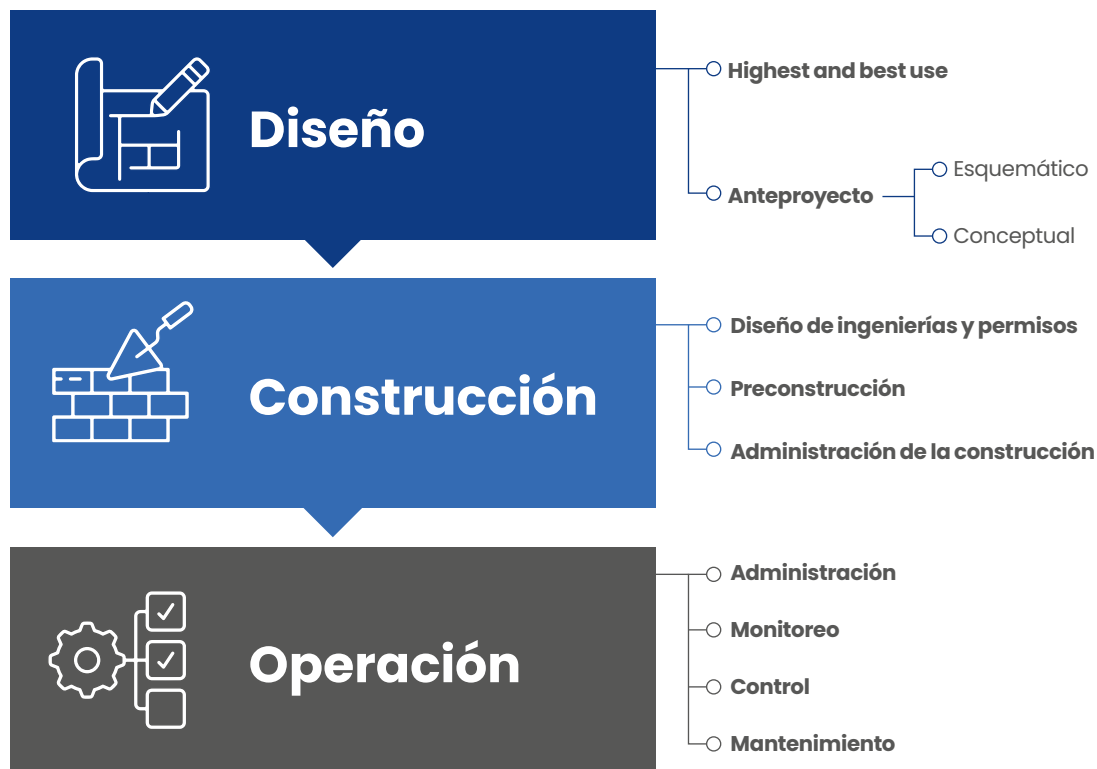 Diseño
Highest and best use
Anteproyecto
Esquemático
Conceptual
Construcción
Diseño de ingenierías y permisos
Preconstrucción
Administración de la construcción
Operación
Administración
Monitoreo
Control
Mantenimiento